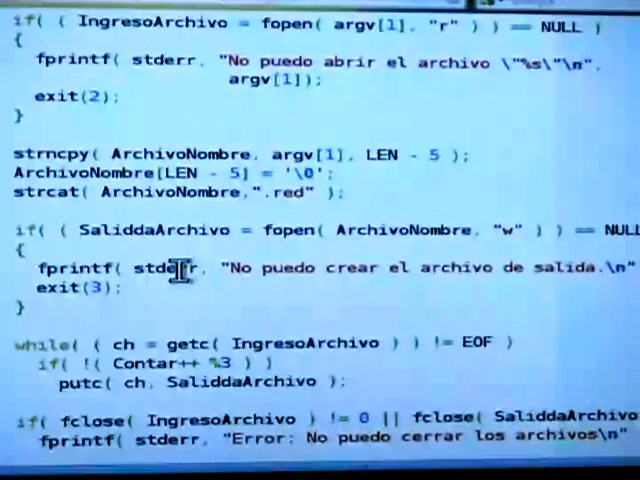 if( ( IngresoArchivo = fopen( argv[1], "r" ) ) == NULL )
{
fprintf( stderr, "No puedo abrir el archivo \"%s\"\n",
argv[1]);
exit(2);
}
strncpy( ArchivoNombre, argv[1], LEN - 5 );
ArchivoNombre[LEN - 5] = '\0';
strcat( ArchivoNombre,".red" );
if( ( SaliddaArchivo = fopen( ArchivoNombre, "w" ) ) == NULL
{
fprintf( stderr, "No puedo crear el archivo de salida.\n"
exit(3);
}
while( ( ch = getc( IngresoArchivo ) ) != EOF )
if( !( Contar++ %3 ) )
putc( ch, SaliddaArchivo );
if( fclose( IngresoArchivo ) != 0 || fclose( SaliddaArchivo
fprintf( stderr, "Error: No puedo cerrar los archivos\n"